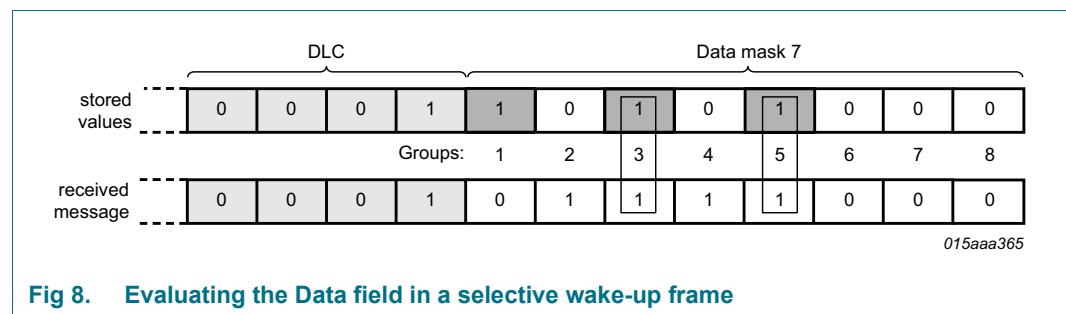 DLC Data mask 7
stored values 0 0 0 1 1 0 1 0 1 0 0 0
Groups: 1 2 3 4 5 6 7 8
received message 0 0 0 1 0 1 1 1 1 0 0 0
015aaa365
Fig 8. Evaluating the Data field in a selective wake-up frame